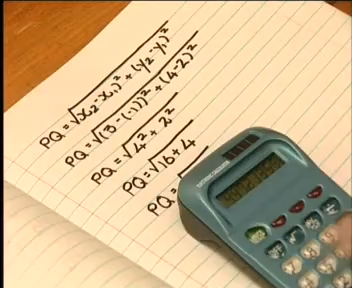 PQ = √(x₂ - x₁)² + (y₂ - y₁)²
PQ = √(3 - (-1))² + (4 - 2)²
PQ = √4² + 2²
PQ = √16 + 4
PQ = √